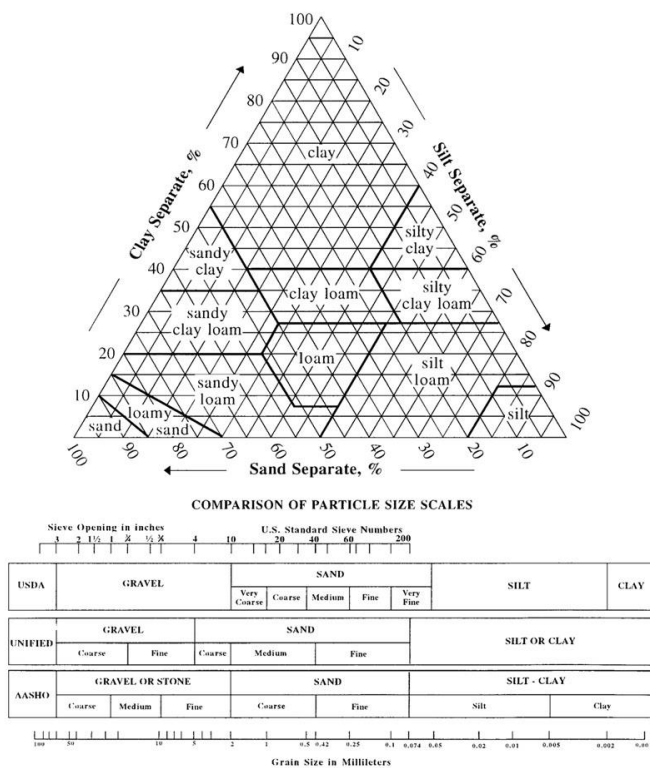 100
90
80
70
60
50
40
30
20
10
Clay Separate, %
10
20
30
40
50
60
70
80
90
100
Silt Separate, %
clay
silty
clay
sandy
clay
clay loam
silty
clay loam
sandy
clay loam
loam
silt
loam
sandy
loam
loamy
sand
sand
silt
100
90
80
70
60
50
40
30
20
10
Sand Separate, %
COMPARISON OF PARTICLE SIZE SCALES
Sieve Opening in inches U.S. Standard Sieve Numbers
3 2 1½ 1 ¾ ½ 4 10 20 40 60 200
USDA GRAVEL SAND SILT CLAY
Very Coarse Coarse Medium Fine Very Fine
UNIFIED GRAVEL SAND SILT OR CLAY
Coarse Fine Coarse Medium Fine
AASHO GRAVEL OR STONE SAND SILT - CLAY
Coarse Medium Fine Coarse Fine Silt Clay
100 50 10 5 2 1 0.5 0.42 0.25 0.1 0.074 0.05 0.02 0.01 0.005 0.002
Grain Size in Millileters